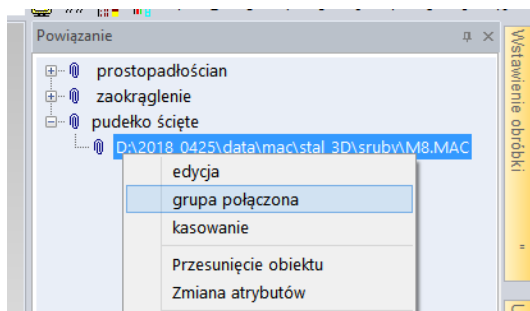 Powiązanie
prostopadłościan
zaokrąglenie
pudełko ścięte
D:\2018_0425\data\mac\stal_3D\sruby\M8.MAC
edycja
grupa połączona
kasowanie
Przesunięcie obiektu
Zmiana atrybutów
Wstawienie obróbki